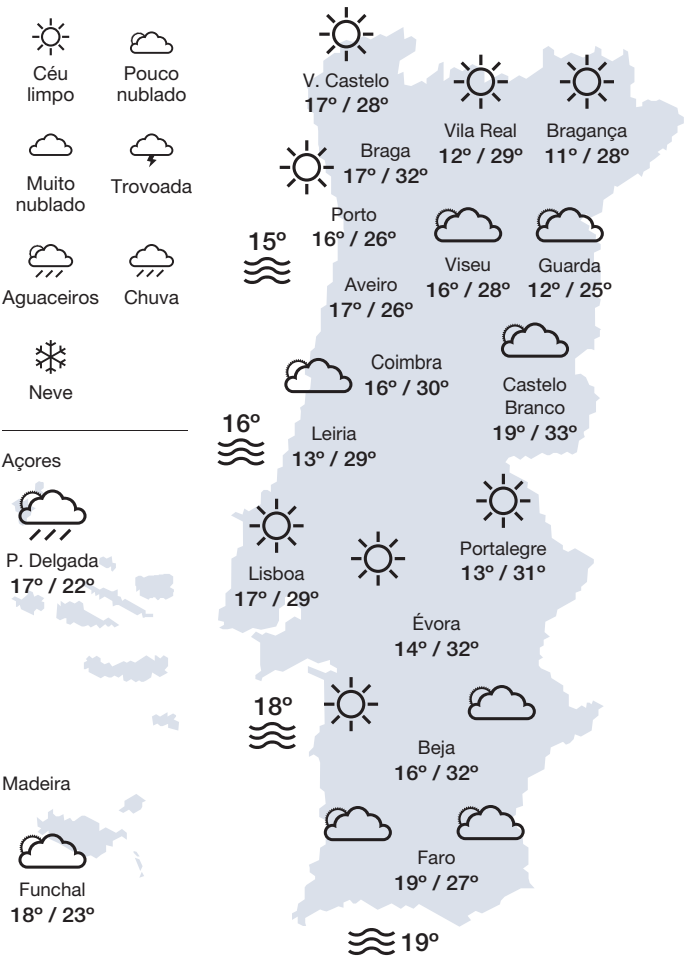 Céu
limpo
Pouco
nublado
Muito
nublado
Trovoada
Aguaceiros
Chuva
Neve
Açores
P. Delgada
17º / 22º
Madeira
Funchal
18º / 23º
V. Castelo
17º / 28º
Vila Real
12º / 29º
Bragança
11º / 28º
Braga
17º / 32º
Porto
16º / 26º
15º
Viseu
16º / 28º
Guarda
12º / 25º
Aveiro
17º / 26º
Coimbra
16º / 30º
Castelo
Branco
19º / 33º
16º
Leiria
13º / 29º
Portalegre
13º / 31º
Lisboa
17º / 29º
Évora
14º / 32º
18º
Beja
16º / 32º
Faro
19º / 27º
19º